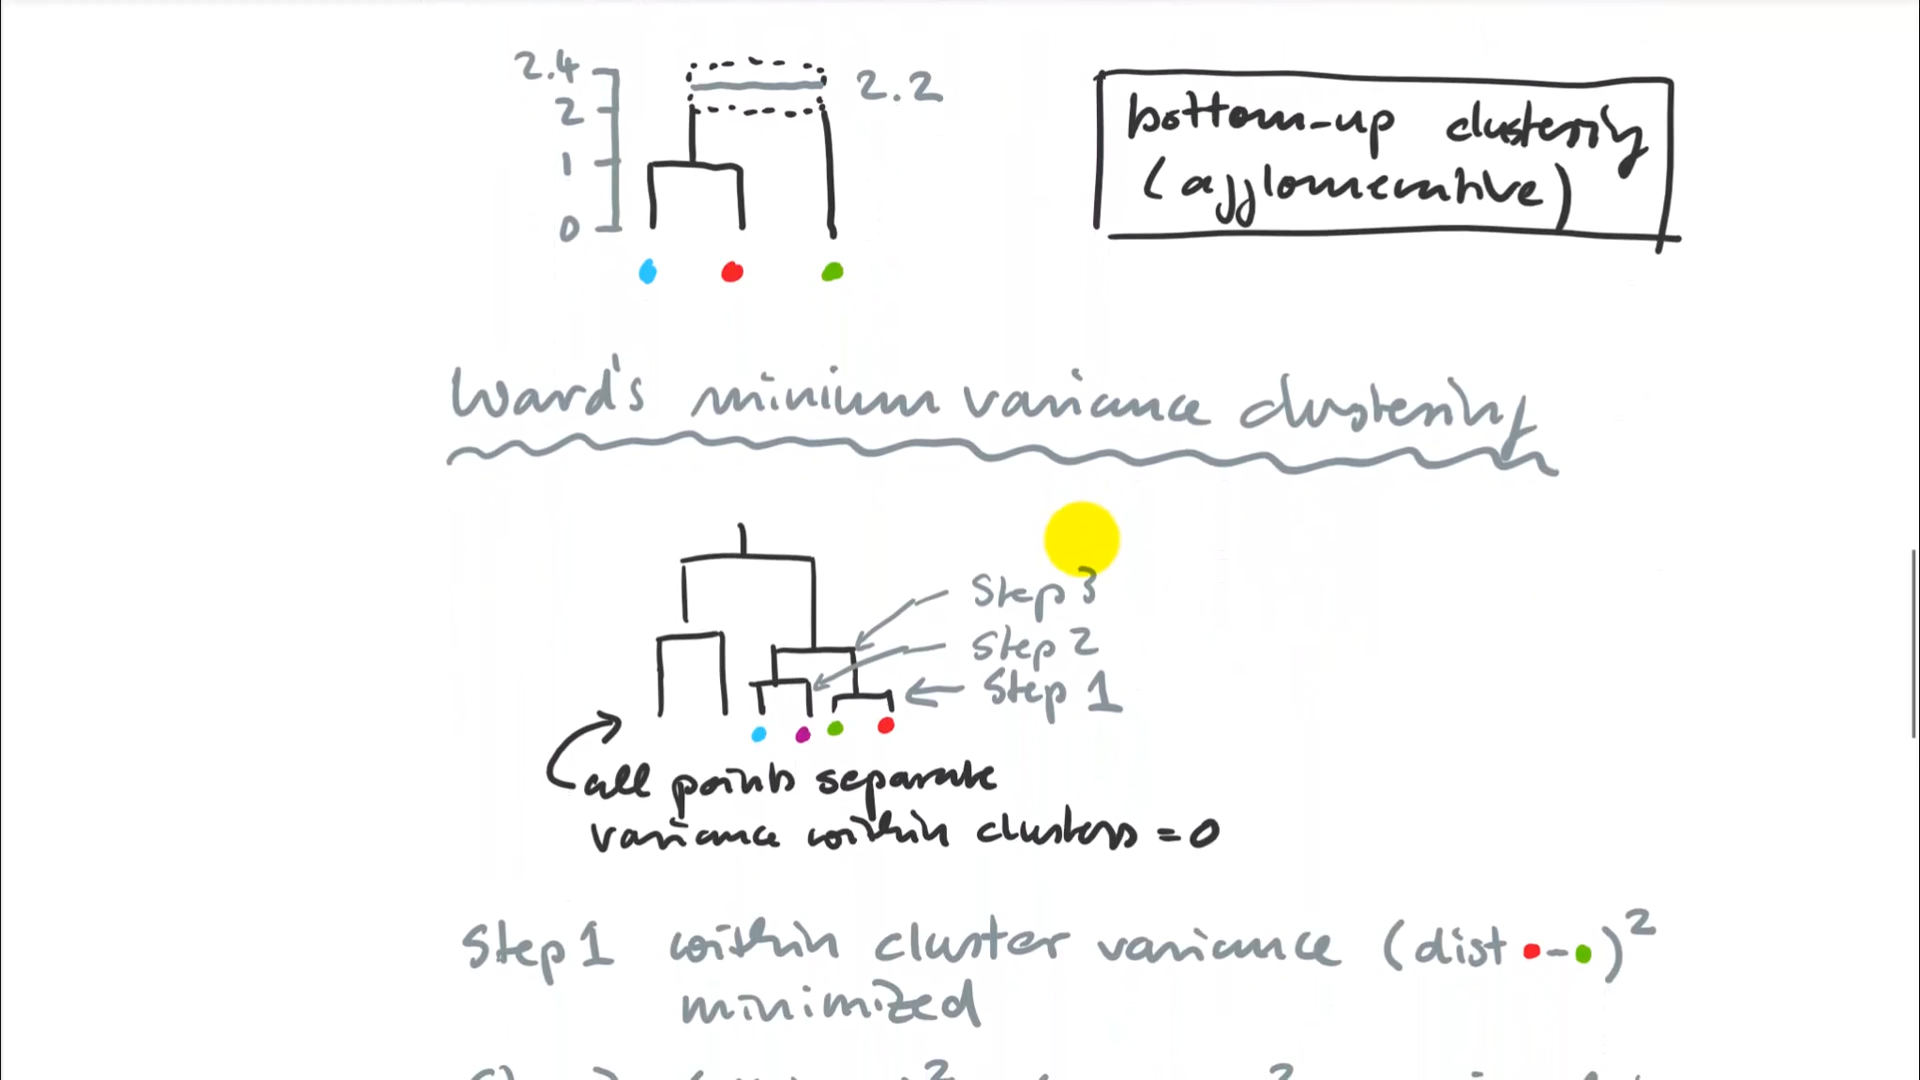 2.4
2
1
0
2.2
bottom-up clustering
(agglomerative)
Ward's minium variance clustering
Step 3
Step 2
Step 1
all points separate
variance within clusters = 0
Step 1 within cluster variance (dist - )²
minimized